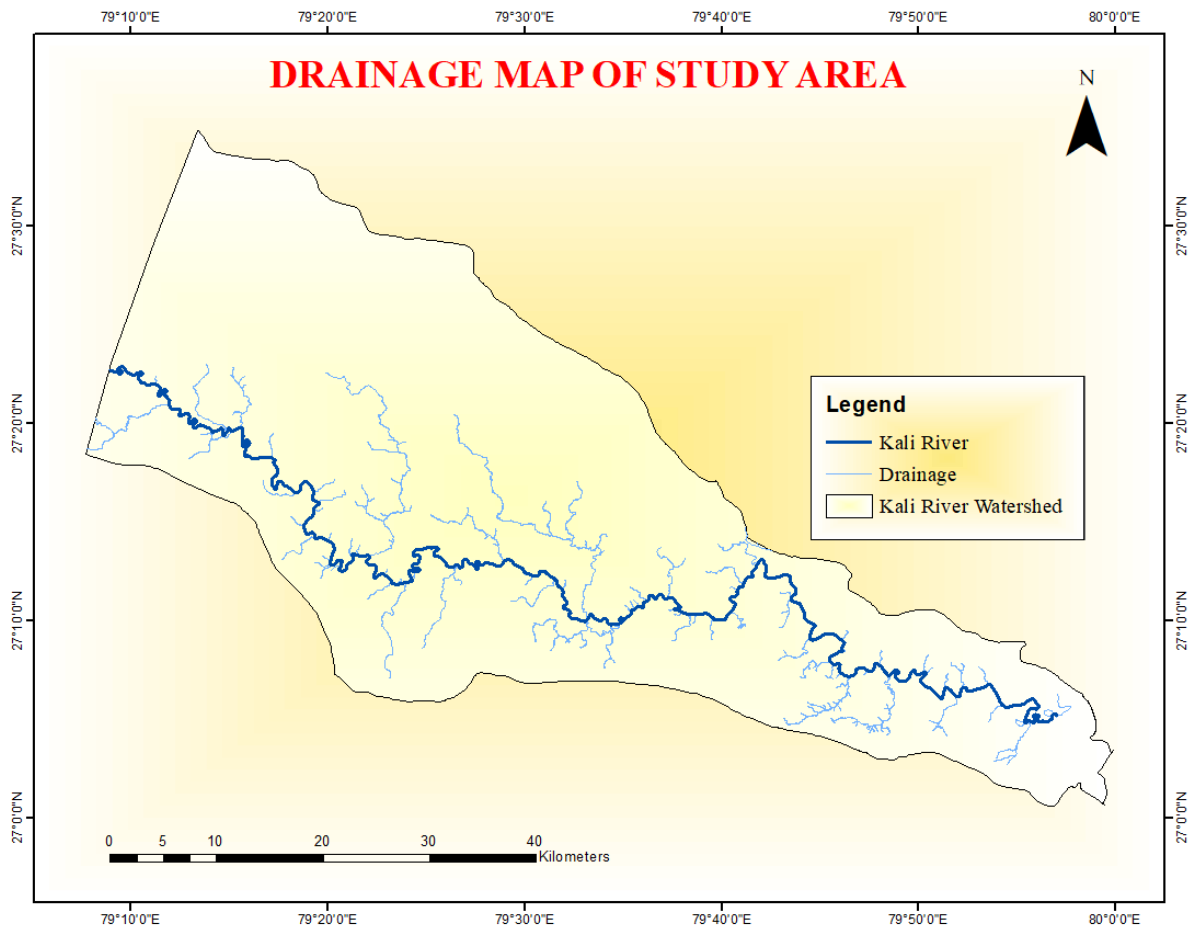 79°10'0"E 79°20'0"E 79°30'0"E 79°40'0"E 79°50'0"E 80°0'0"E
DRAINAGE MAP OF STUDY AREA
N
27°30'0"N 27°30'0"N
27°20'0"N 27°20'0"N
Legend
Kali River
Drainage
Kali River Watershed
27°10'0"N 27°10'0"N
27°0'0"N 27°0'0"N
0 5 10 20 30 40
Kilometers
79°10'0"E 79°20'0"E 79°30'0"E 79°40'0"E 79°50'0"E 80°0'0"E